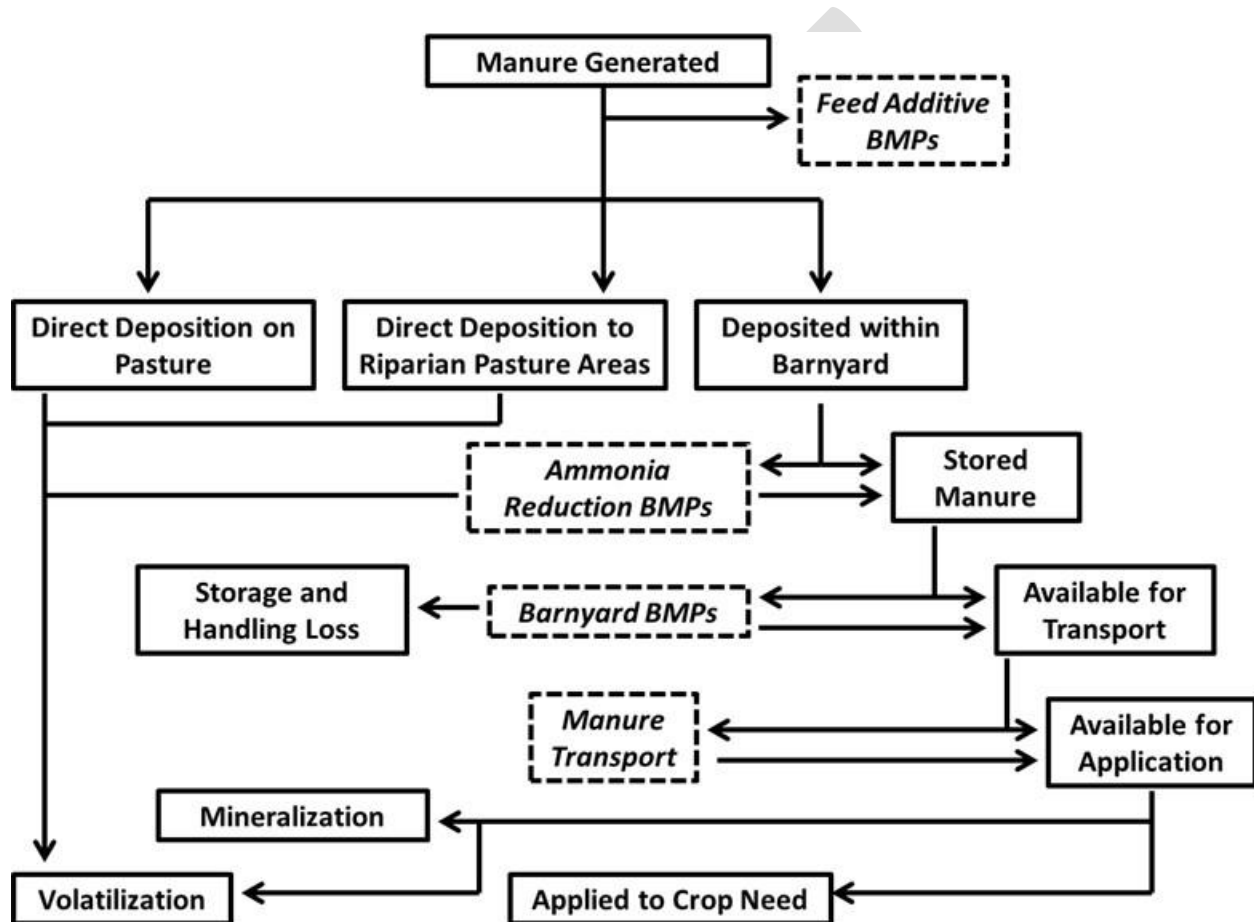 Manure Generated
Feed Additive
BMPs
Direct Deposition on
Pasture
Direct Deposition to
Riparian Pasture Areas
Deposited within
Barnyard
Ammonia
Reduction BMPs
Stored
Manure
Storage and
Handling Loss
Barnyard BMPs
Available for
Transport
Manure
Transport
Available for
Application
Mineralization
Volatilization
Applied to Crop Need